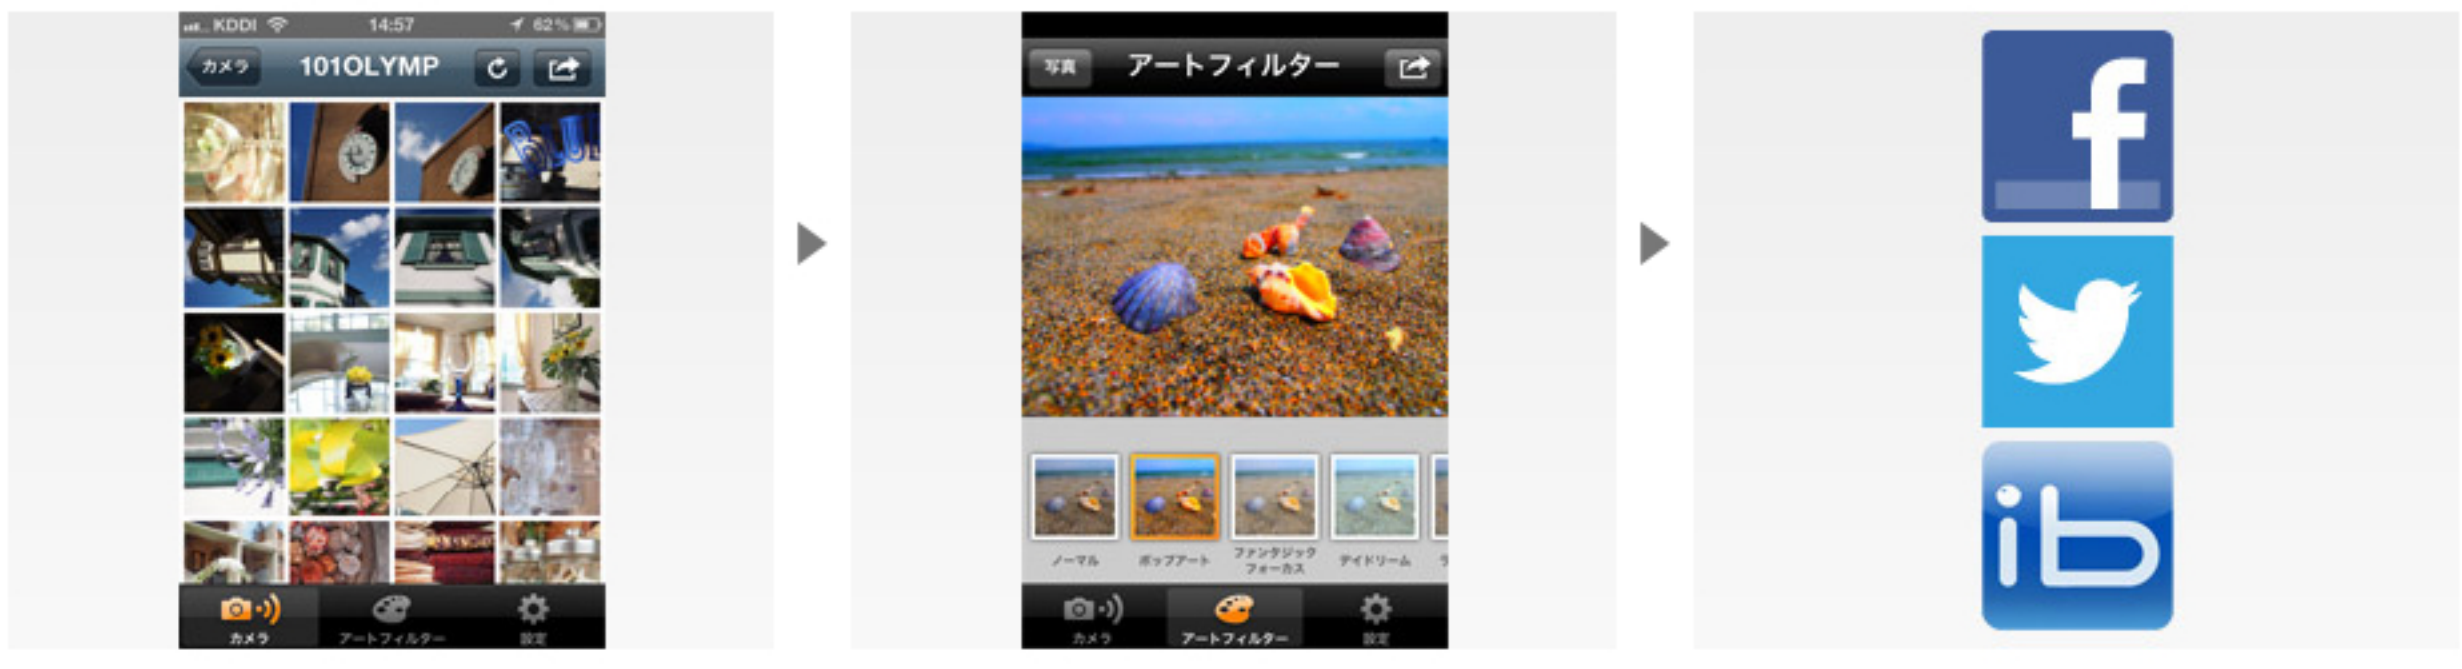 KDDI 14:57 62%
カメラ 101OLYMP
カメラ アートフィルター 設定
写真 アートフィルター
ノーマル ポップアート ファンタジック デイドリーム ラ
フォーカス
カメラ アートフィルター 設定
f
ib